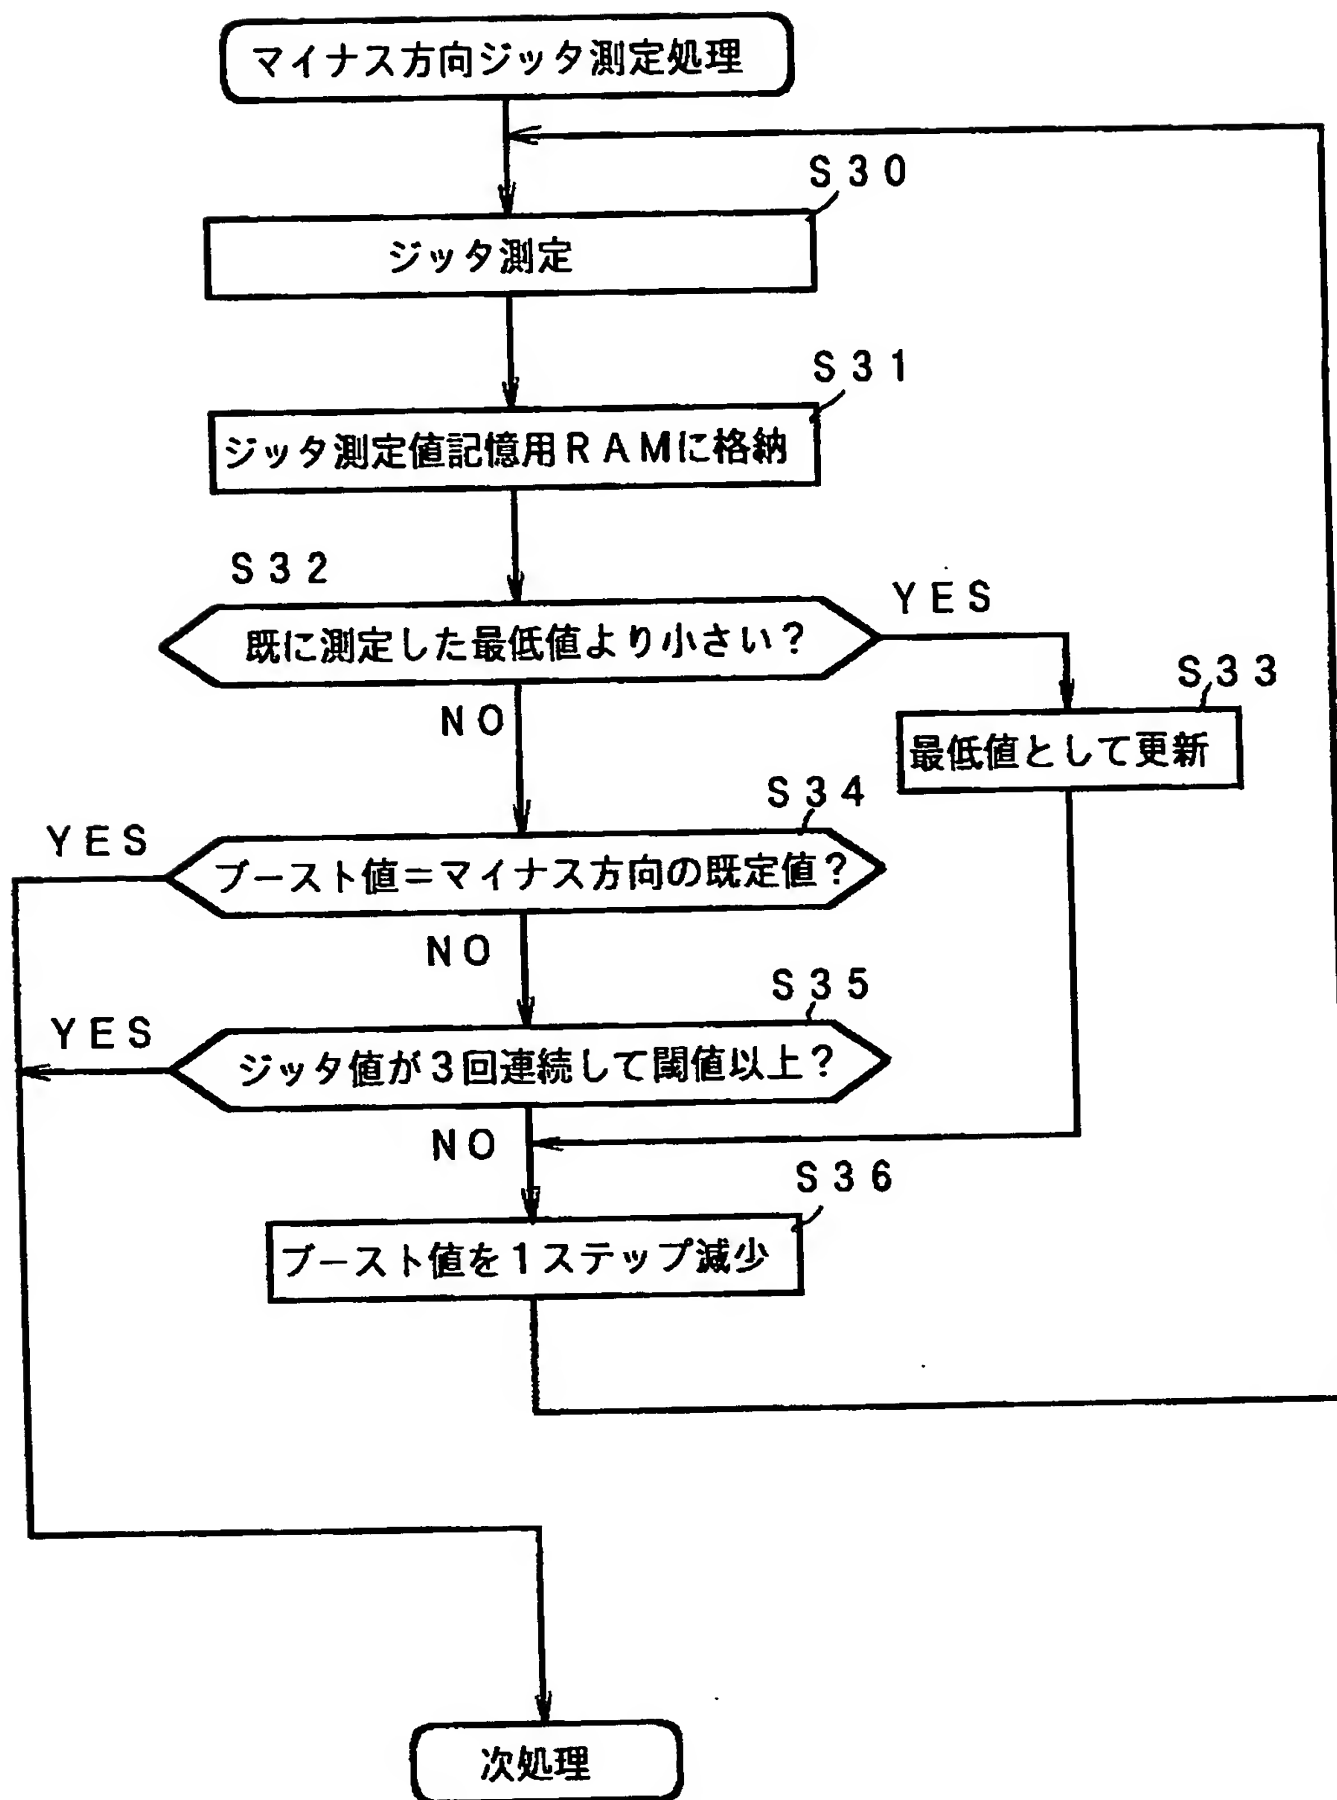 マイナス方向ジッタ測定処理
S30
ジッタ測定
S31
ジッタ測定値記憶用RAMに格納
S32
既に測定した最低値より小さい?
YES
NO
S33
最低値として更新
S34
YES
ブースト値=マイナス方向の既定値?
NO
S35
YES
ジッタ値が3回連続して閾値以上?
NO
S36
ブースト値を1ステップ減少
次処理